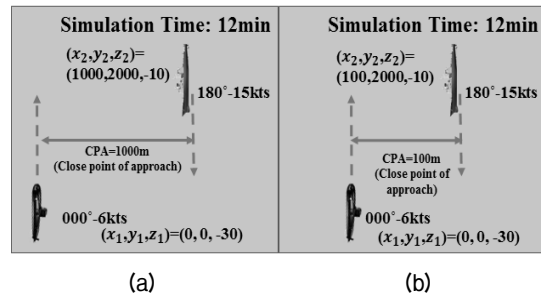 Simulation Time: 12min
(x₂,y₂,z₂)=
(1000,2000,-10)
180°-15kts
CPA=1000m
(Close point of approach)
000°-6kts
(x₁,y₁,z₁)=(0, 0, -30)
(a)
Simulation Time: 12min
(x₂,y₂,z₂)=
(100,2000,-10)
180°-15kts
CPA=100m
(Close point of
approach)
000°-6kts
(x₁,y₁,z₁)=(0, 0, -30)
(b)